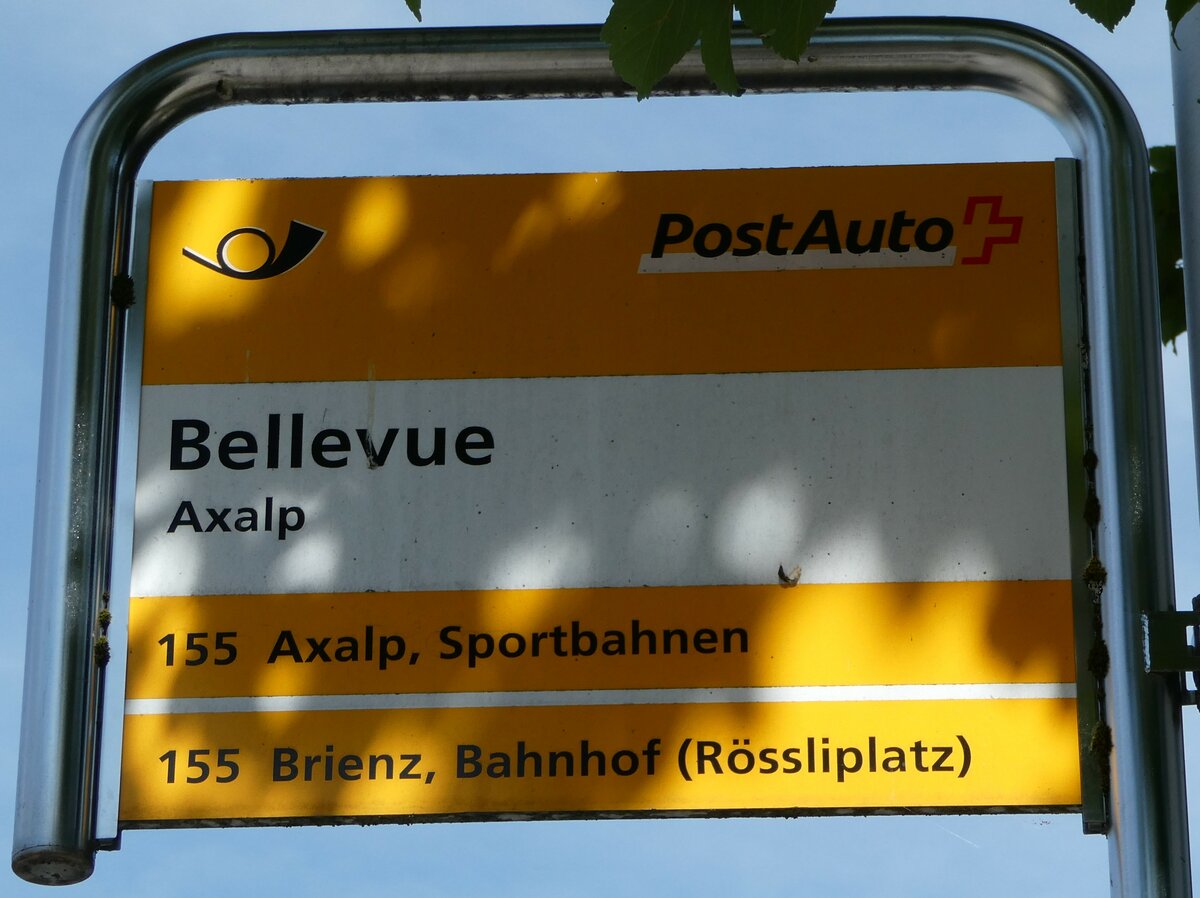 PostAuto
Bellevue
Axalp
155 Axalp, Sportbahnen
155 Brienz, Bahnhof (Rössliplatz)